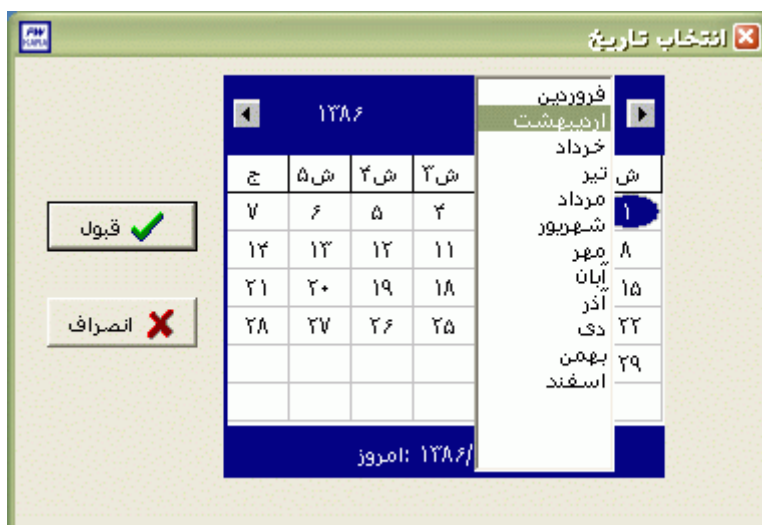 انتخاب تاریخ
۱۳۸۶
فروردین
اردیبهشت
خرداد
تیر
مرداد
شهریور
مهر
آبان
آذر
دی
بهمن
اسفند
ش ش۳ ش۴ ش۵ ج
۱ ۴ ۵ ۶ ۷
۸ ۱۱ ۱۲ ۱۳ ۱۴
۱۵ ۱۸ ۱۹ ۲۰ ۲۱
۲۲ ۲۵ ۲۶ ۲۷ ۲۸
۲۹
امروز: ۱۳۸۶/
قبول
انصراف